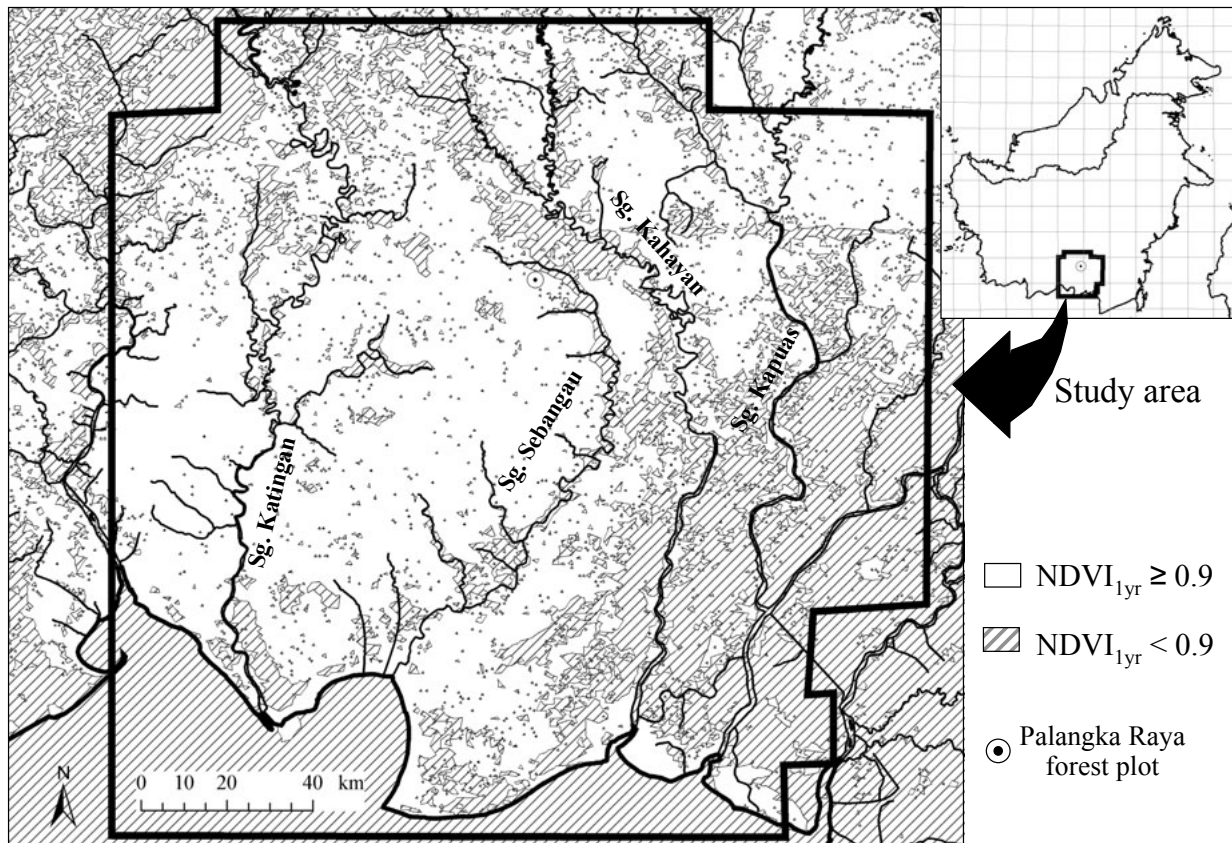 Sg. Kahayan
Sg. Kapuas
Sg. Sebangau
Sg. Katingan
Study area
NDVI1yr ≥ 0.9
NDVI1yr < 0.9
Palangka Raya
forest plot
N
0 10 20 40 km